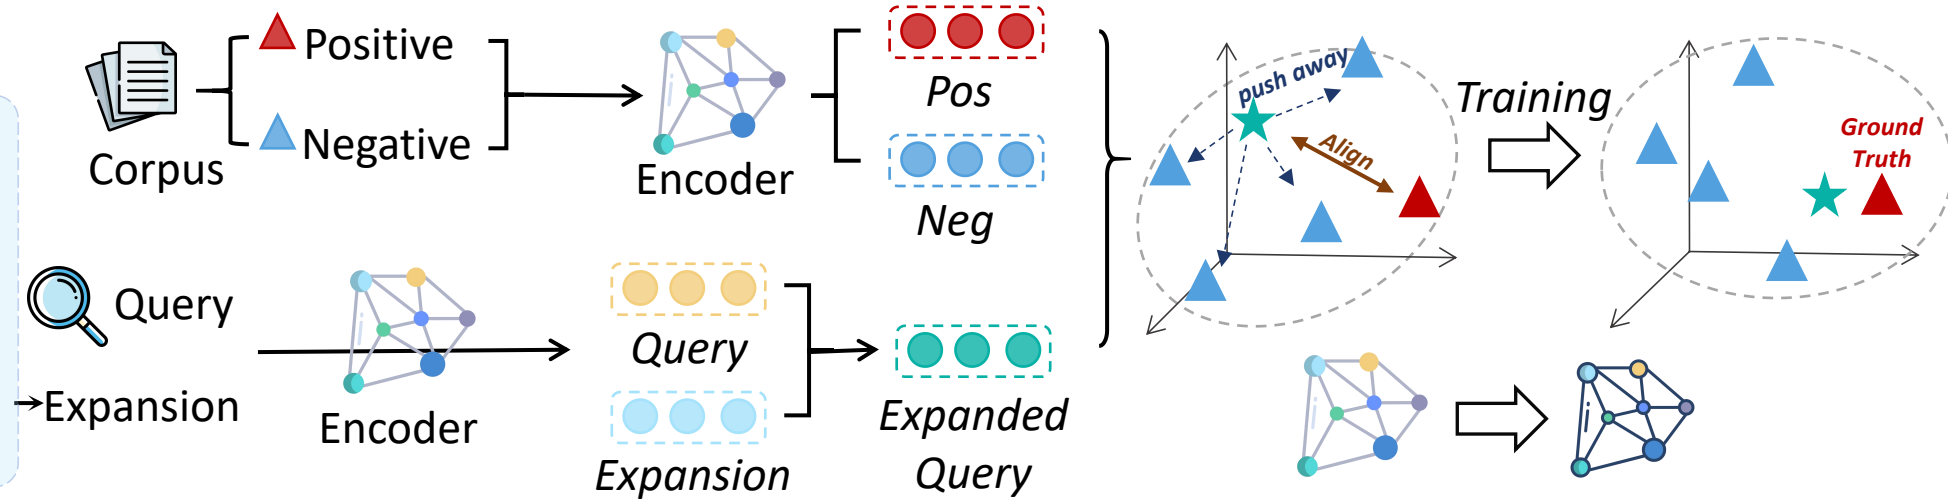 Corpus
Positive
Negative
Encoder
Pos
Neg
Query
Expansion
Encoder
Query
Expansion
Expanded
Query
push away
Align
Training
Ground
Truth